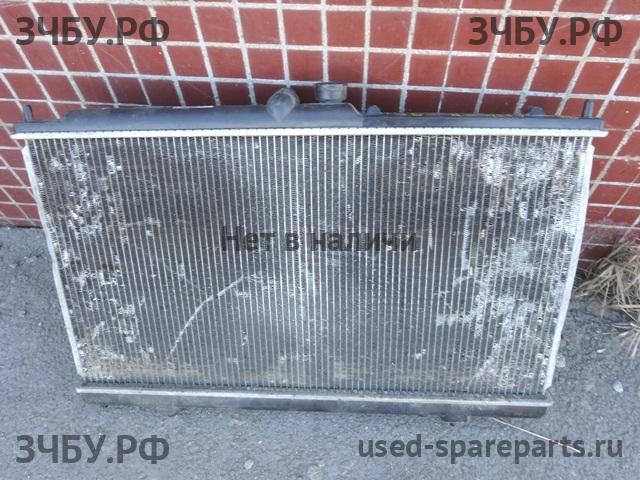 ЗЧБУ.РФ ЗЧБУ.РФ
Нет в наличии
ЗЧБУ.РФ used-spareparts.ru